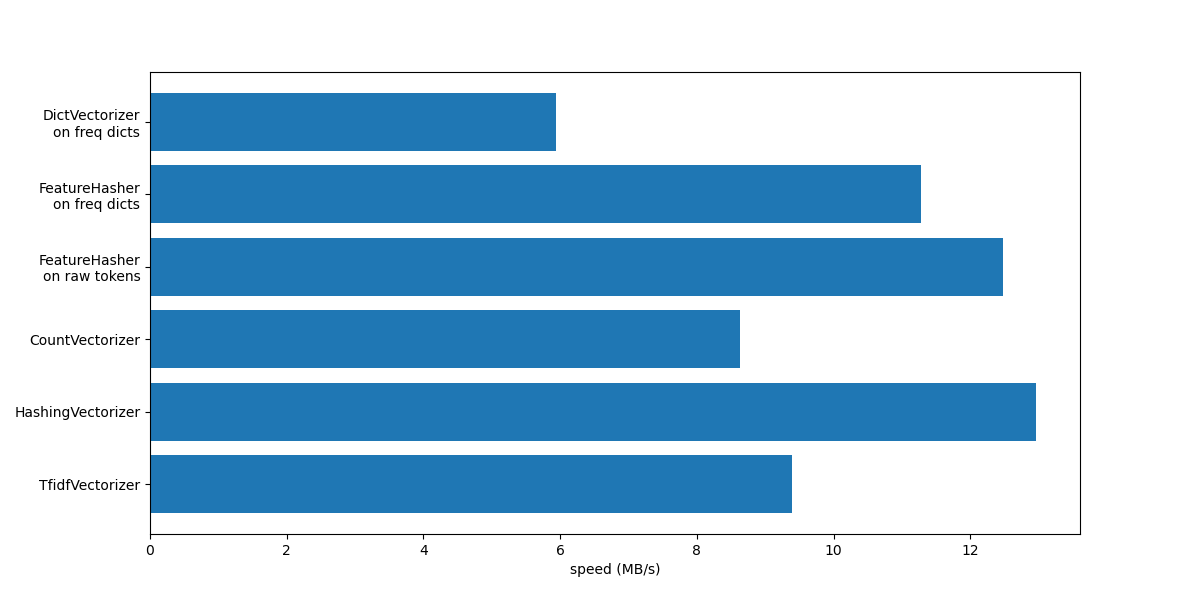 DictVectorizer
on freq dicts
FeatureHasher
on freq dicts
FeatureHasher
on raw tokens
CountVectorizer
HashingVectorizer
TfidfVectorizer
0 2 4 6 8 10 12
speed (MB/s)